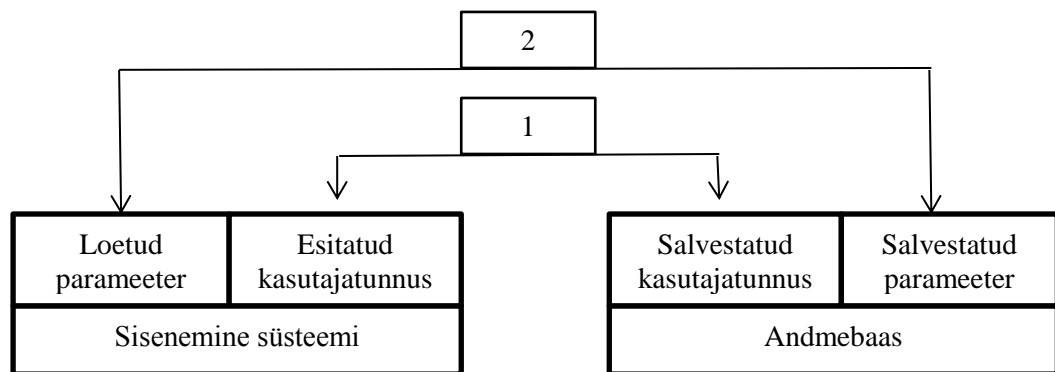 2
1
Loetud
parameeter
Esitatud
kasutajatunnus
Salvestatud
kasutajatunnus
Salvestatud
parameeter
Sisenemine süsteemi
Andmebaas